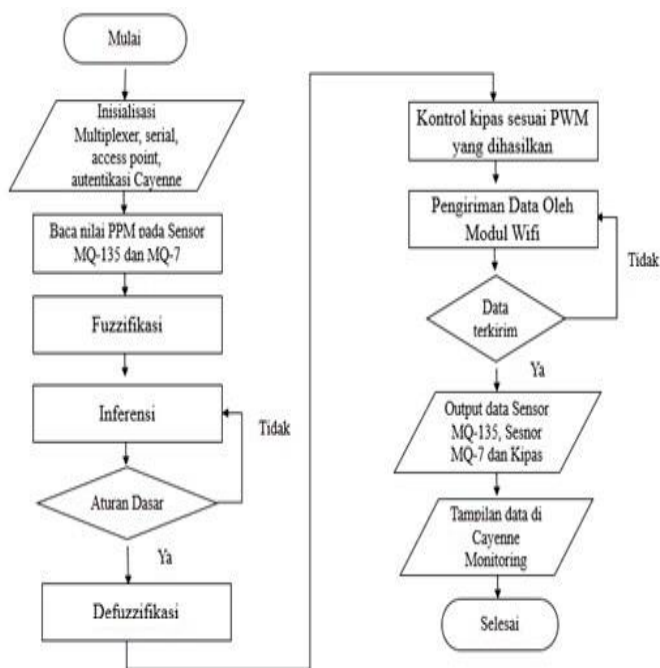 Mulai
Inisialisasi
Multiplexer, serial,
access point,
autentikasi Cayenne
Baca nilai PPM pada Sensor
MQ-135 dan MQ-7
Fuzzifikasi
Inferensi
Tidak
Aturan Dasar
Ya
Defuzzifikasi
Kontrol kipas sesuai PWM
yang dihasilkan
Pengiriman Data Oleh
Modul Wifi
Tidak
Data
terkirim
Ya
Output data Sensor
MQ-135, Sesnor
MQ-7 dan Kipas
Tampilan data di
Cayenne
Monitoring
Selesai